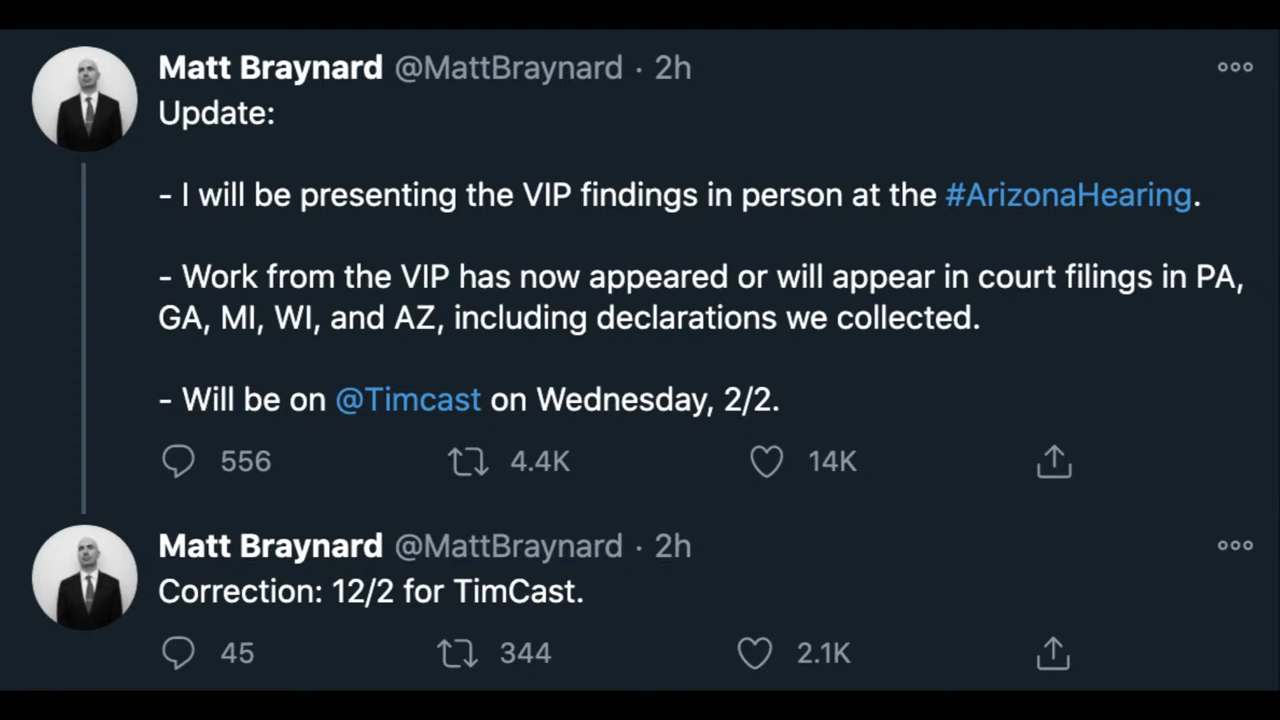 Matt Braynard @MattBraynard · 2h
Update:
- I will be presenting the VIP findings in person at the #ArizonaHearing.
- Work from the VIP has now appeared or will appear in court filings in PA,
GA, MI, WI, and AZ, including declarations we collected.
- Will be on @Timcast on Wednesday, 2/2.
556 4.4K 14K
Matt Braynard @MattBraynard · 2h
Correction: 12/2 for TimCast.
45 344 2.1K